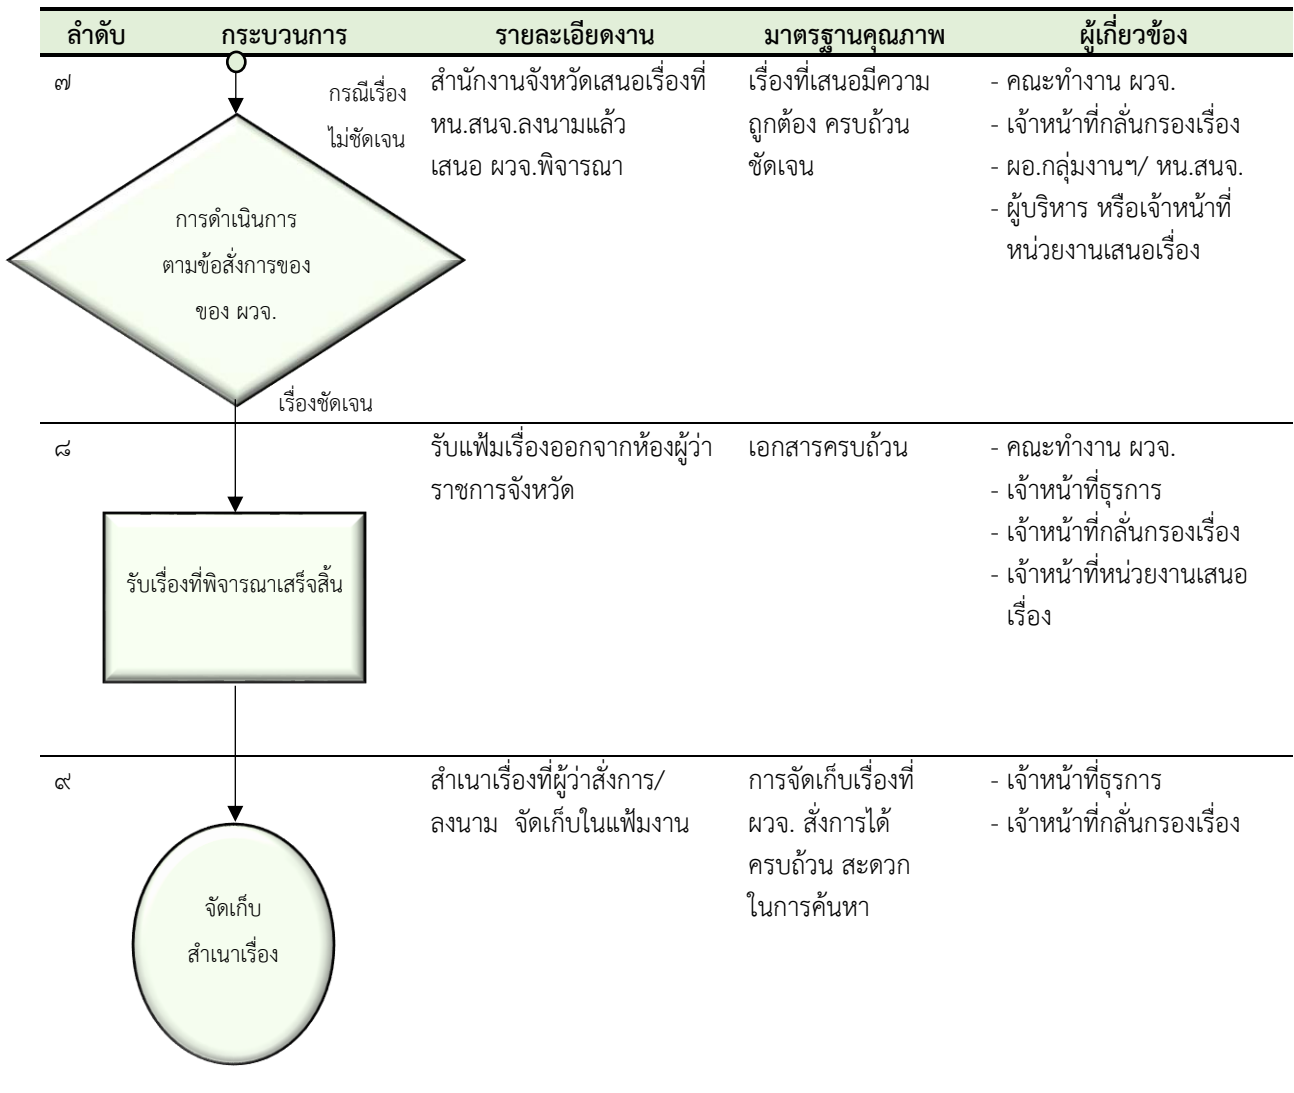 ลำดับ กระบวนการ รายละเอียดงาน มาตรฐานคุณภาพ ผู้เกี่ยวข้อง
๗
กรณีเรื่อง
ไม่ชัดเจน
การดำเนินการ
ตามข้อสั่งการของ
ของ ผวจ.
เรื่องชัดเจน
สำนักงานจังหวัดเสนอเรื่องที่
หน.สนจ.ลงนามแล้ว
เสนอ ผวจ.พิจารณา
เรื่องที่เสนอมีความ
ถูกต้อง ครบถ้วน
ชัดเจน
- คณะทำงาน ผวจ.
- เจ้าหน้าที่กลั่นกรองเรื่อง
- ผอ.กลุ่มงานฯ/ หน.สนจ.
- ผู้บริหาร หรือเจ้าหน้าที่
หน่วยงานเสนอเรื่อง
๘
รับเรื่องที่พิจารณาเสร็จสิ้น
รับแฟ้มเรื่องออกจากห้องผู้ว่า
ราชการจังหวัด
เอกสารครบถ้วน
- คณะทำงาน ผวจ.
- เจ้าหน้าที่ธุรการ
- เจ้าหน้าที่กลั่นกรองเรื่อง
- เจ้าหน้าที่หน่วยงานเสนอ
เรื่อง
๙
จัดเก็บ
สำเนาเรื่อง
สำเนาเรื่องที่ผู้ว่าสั่งการ/
ลงนาม จัดเก็บในแฟ้มงาน
การจัดเก็บเรื่องที่
ผวจ. สั่งการได้
ครบถ้วน สะดวก
ในการค้นหา
- เจ้าหน้าที่ธุรการ
- เจ้าหน้าที่กลั่นกรองเรื่อง